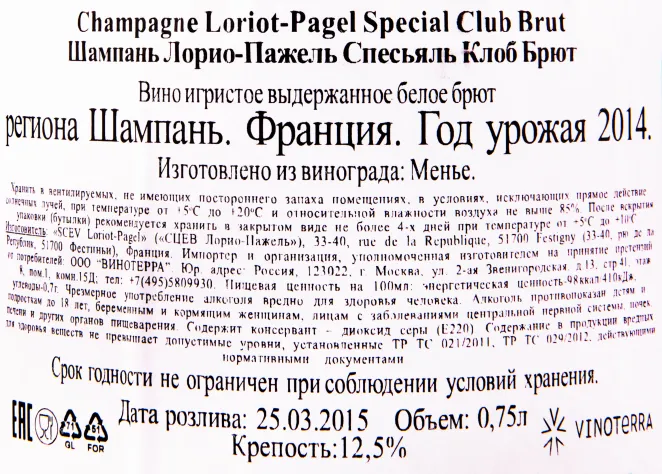 Champagne Loriot-Pagel Special Club Brut
Шампань Лорио-Пажель Спесьяль Клоб Брют
Вино игристое выдержанное белое брют
региона Шампань. Франция. Год урожая 2014.
Изготовлено из винограда: Менье.
Хранить в вентилируемых, не имеющих постороннего запаха помещениях, в условиях, исключающих прямое действие
солнечных лучей, при температуре от +5°С до +20°С и относительной влажности воздуха не выше 85%. После вскрытия
упаковки (бутылки) рекомендуется хранить в закрытом виде не более 4-х дней при температуре от +5°С до +10°С
Изготовитель: «SCEV Loriot-Pagel» («СЦЕВ Лорио-Пажель»), 33-40, rue de la Republique, 51700 Festigny (33-40, рю де ла
Репюблик, 51700 Фестиньи), Франция. Импортер и организация, уполномоченная изготовителем на принятие претензий
от потребителей: ООО "ВИНОТЕРРА". Юр. адрес: Россия, 123022, г. Москва, ул. 2-ая Звенигородская, д.13, стр.41, этаж
8, пом.1, комн.15Д; тел: +7(495)5809930. Пищевая ценность на 100мл: энергетическая ценность-98ккал/410кДж,
углеводы-0,7г. Чрезмерное употребление алкоголя вредно для здоровья человека. Алкоголь противопоказан детям и
подросткам до 18 лет, беременным и кормящим женщинам, лицам с заболеваниями центральной нервной системы, почек,
печени и других органов пищеварения. Содержит консервант - диоксид серы (Е220) Содержание в продукции вредных
для здоровья веществ не превышает допустимые уровни, установленные ТР ТС 021/2011, ТР ТС 029/2012, действующими
нормативными документами
Срок годности не ограничен при соблюдении условий хранения.
EAC 71 GL 51 FOR Дата розлива: 25.03.2015 Объем: 0,75л VINOTERRA
Крепость:12,5%